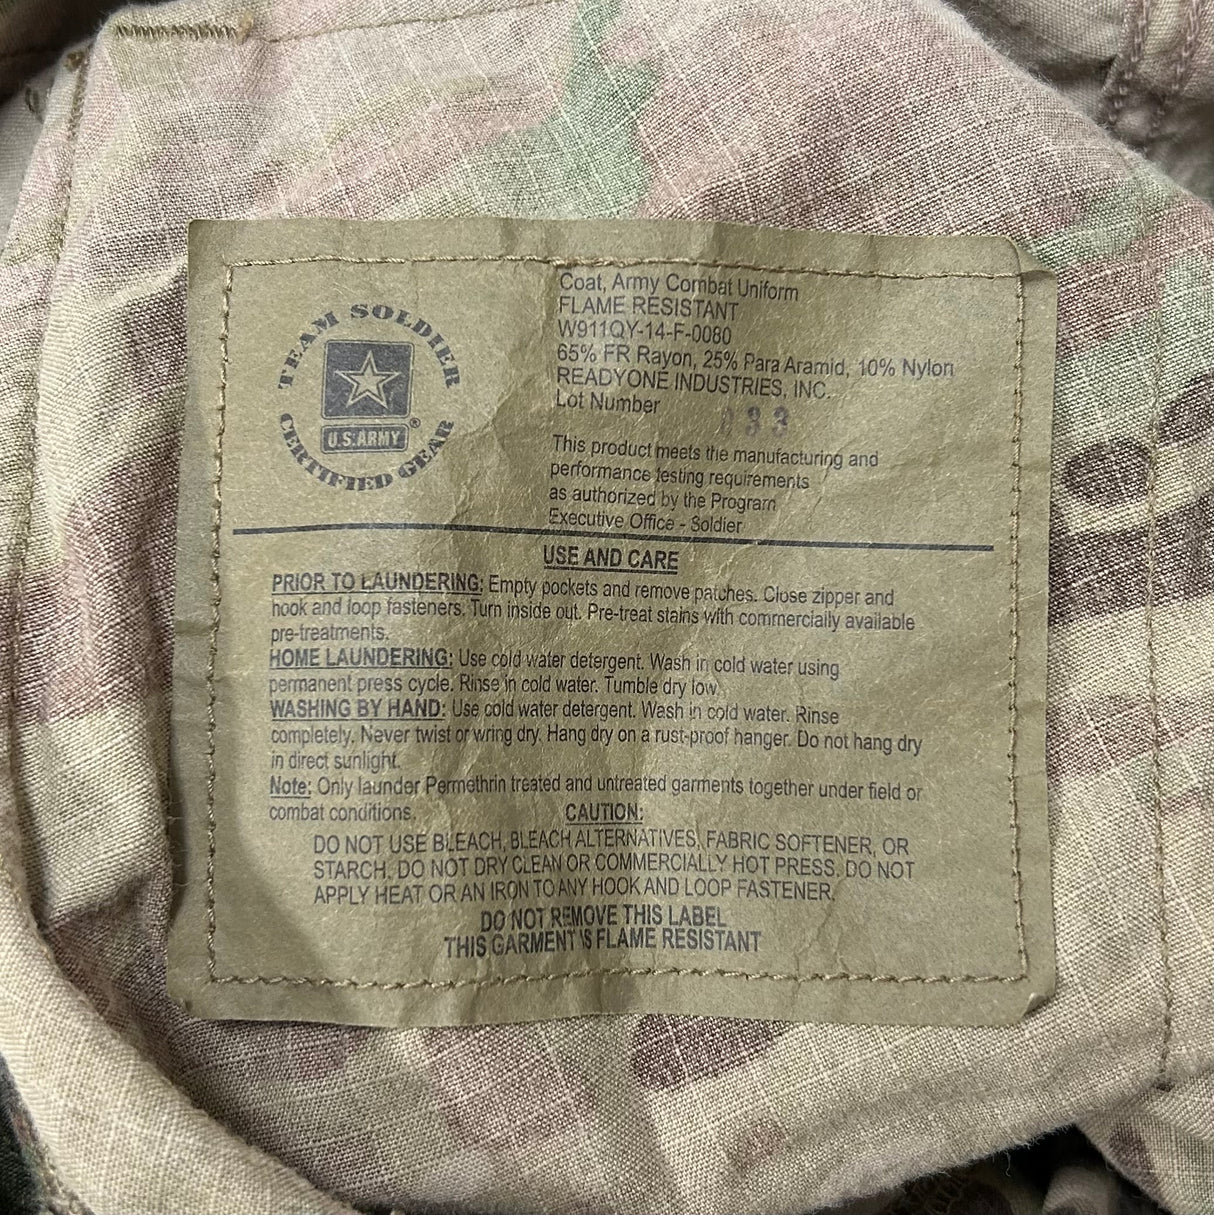 TEAM SOLDIER
CERTIFIED GEAR
U.S. ARMY®
Coat, Army Combat Uniform
FLAME RESISTANT
W911QY-14-F-0080
65% FR Rayon, 25% Para Aramid, 10% Nylon
READYONE INDUSTRIES, INC.
Lot Number 033
This product meets the manufacturing and
performance testing requirements
as authorized by the Program
Executive Office - Soldier
USE AND CARE
PRIOR TO LAUNDERING: Empty pockets and remove patches. Close zipper and
hook and loop fasteners. Turn inside out. Pre-treat stains with commercially available
pre-treatments.
HOME LAUNDERING: Use cold water detergent. Wash in cold water using
permanent press cycle. Rinse in cold water. Tumble dry low.
WASHING BY HAND: Use cold water detergent. Wash in cold water. Rinse
completely. Never twist or wring dry. Hang dry on a rust-proof hanger. Do not hang dry
in direct sunlight.
Note: Only launder Permethrin treated and untreated garments together under field or
combat conditions.
CAUTION:
DO NOT USE BLEACH, BLEACH ALTERNATIVES, FABRIC SOFTENER, OR
STARCH. DO NOT DRY CLEAN OR COMMERCIALLY HOT PRESS. DO NOT
APPLY HEAT OR AN IRON TO ANY HOOK AND LOOP FASTENER.
DO NOT REMOVE THIS LABEL
THIS GARMENT IS FLAME RESISTANT